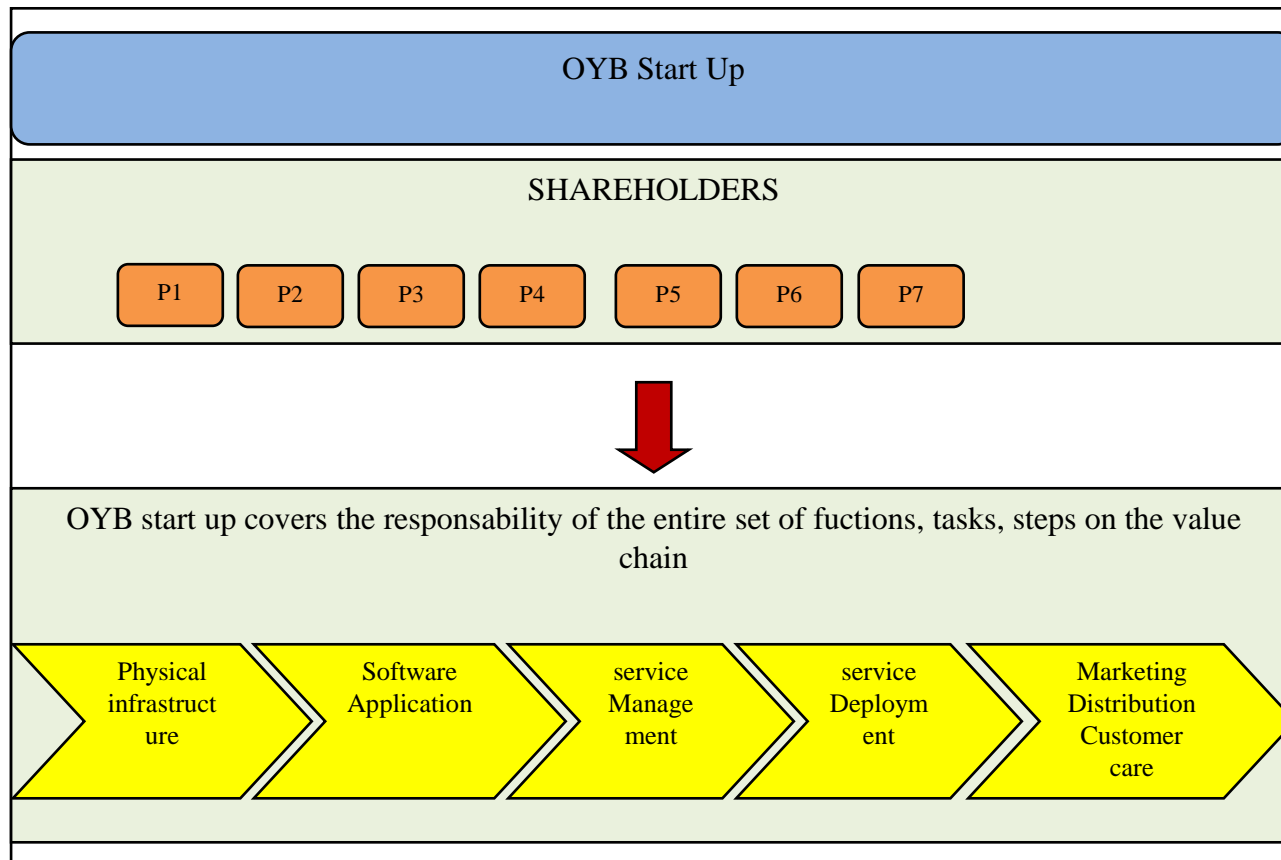 OYB Start Up
SHAREHOLDERS
P1
P2
P3
P4
P5
P6
P7
OYB start up covers the responsability of the entire set of fuctions, tasks, steps on the value
chain
Physical
infrastruct
ure
Software
Application
service
Manage
ment
service
Deploym
ent
Marketing
Distribution
Customer
care